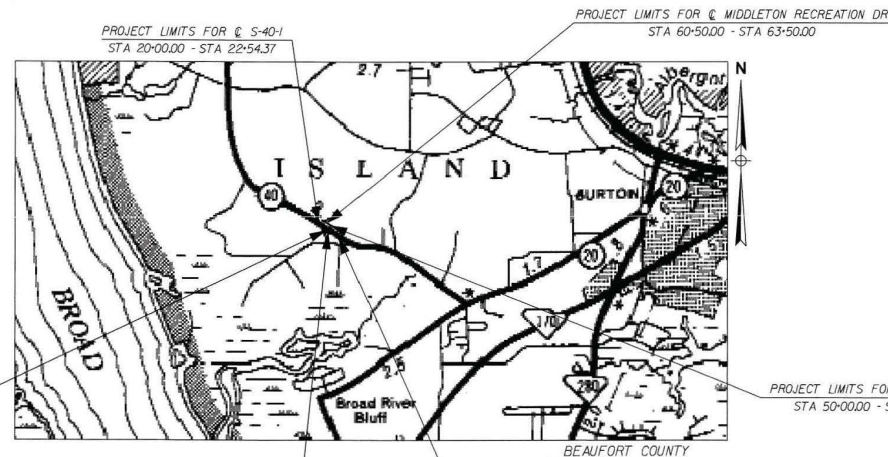 PROJECT LIMITS FOR ℄ S-40-1
STA 20+00.00 - STA 22+54.37
PROJECT LIMITS FOR ℄ MIDDLETON RECREATION DR
STA 60+50.00 - STA 63+50.00
N
2.7
ISLAND
40
BURTON
20
20
1.7
170
BROAD
2.5
280
Broad River
Bluff
PROJECT LIMITS FOR
STA 50+00.00 - S
BEAUFORT COUNTY